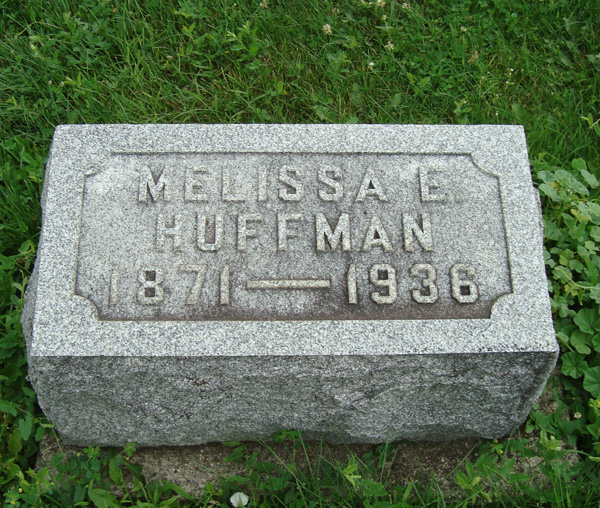 MELISSA E.
HUFFMAN
1871 — 1936